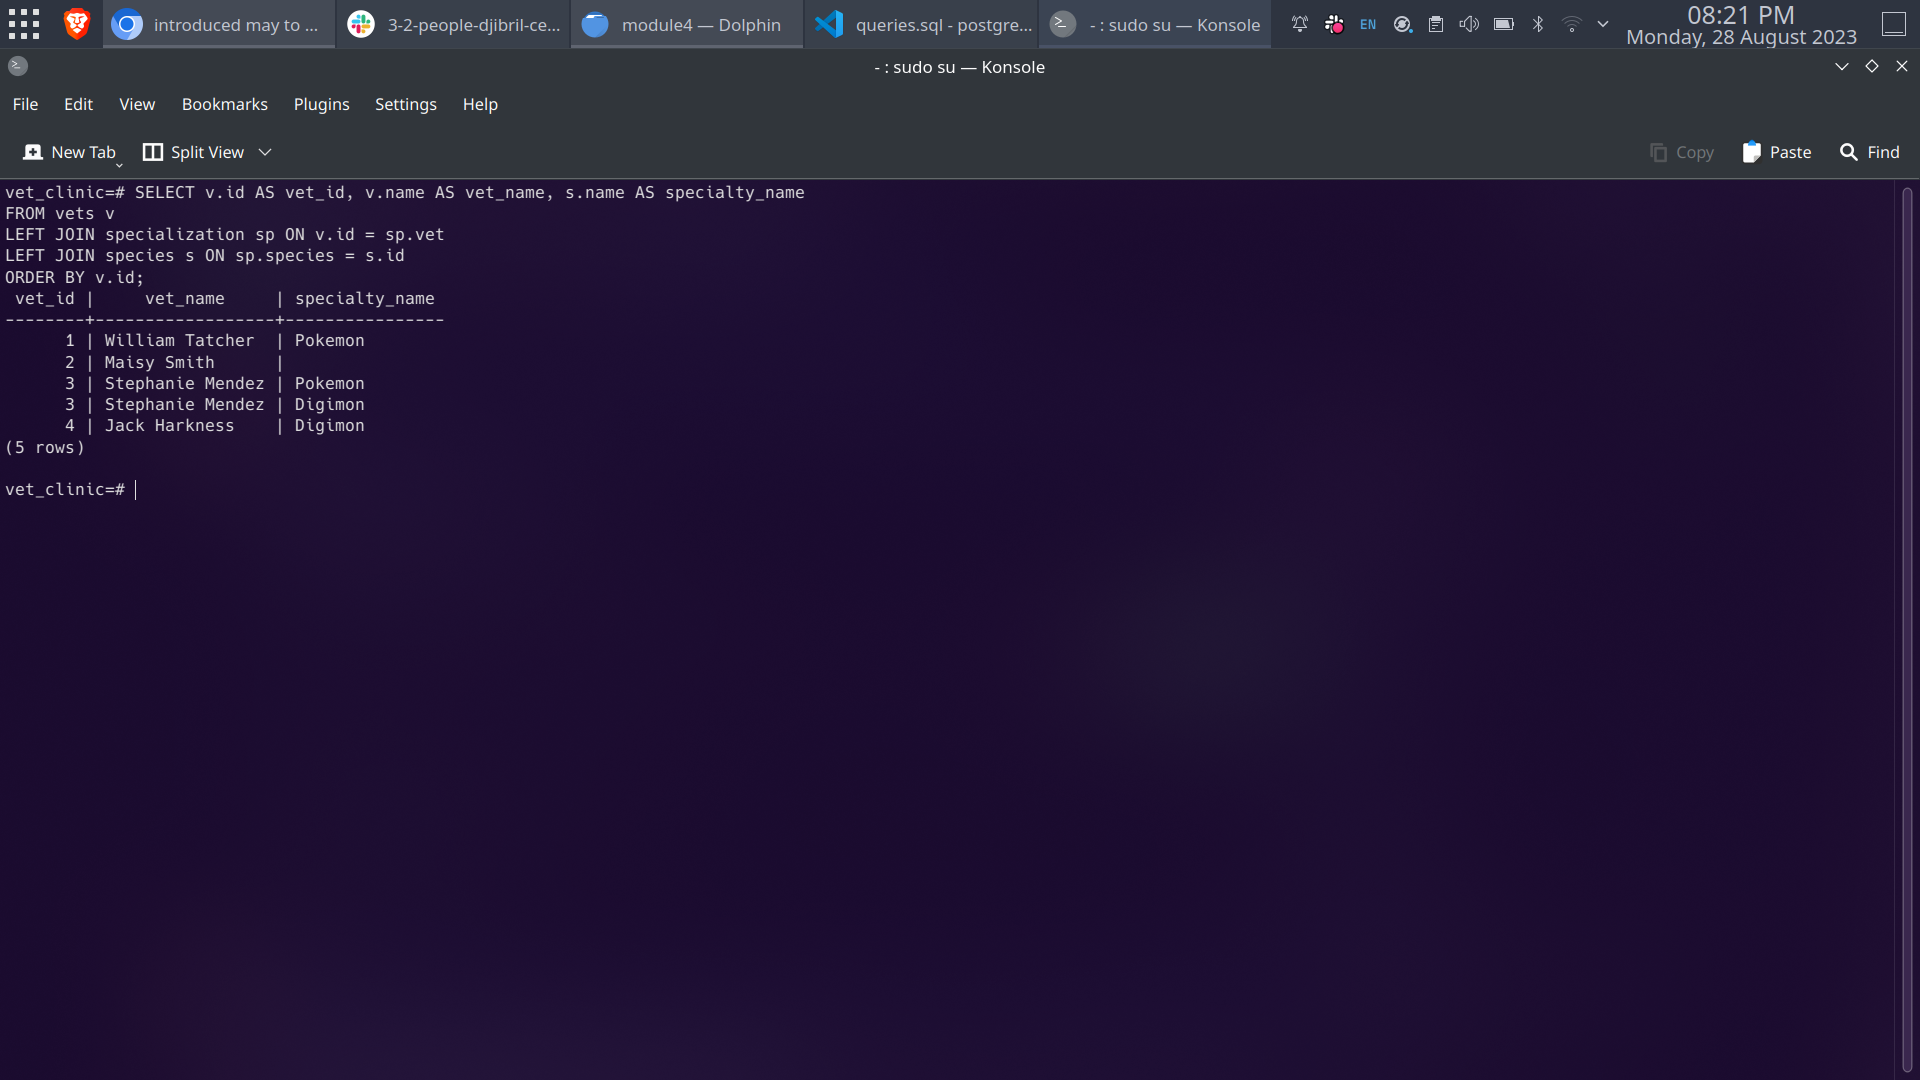 introduced may to ...
3-2-people-djibril-ce...
module4 — Dolphin
queries.sql - postgre...
- : sudo su — Konsole
EN
08:21 PM
Monday, 28 August 2023
- : sudo su — Konsole
File Edit View Bookmarks Plugins Settings Help
New Tab Split View Copy Paste Find
vet_clinic=# SELECT v.id AS vet_id, v.name AS vet_name, s.name AS specialty_name
FROM vets v
LEFT JOIN specialization sp ON v.id = sp.vet
LEFT JOIN species s ON sp.species = s.id
ORDER BY v.id;
 vet_id |     vet_name     | specialty_name
--------+------------------+----------------
      1 | William Tatcher  | Pokemon
      2 | Maisy Smith      |
      3 | Stephanie Mendez | Pokemon
      3 | Stephanie Mendez | Digimon
      4 | Jack Harkness    | Digimon
(5 rows)
vet_clinic=#